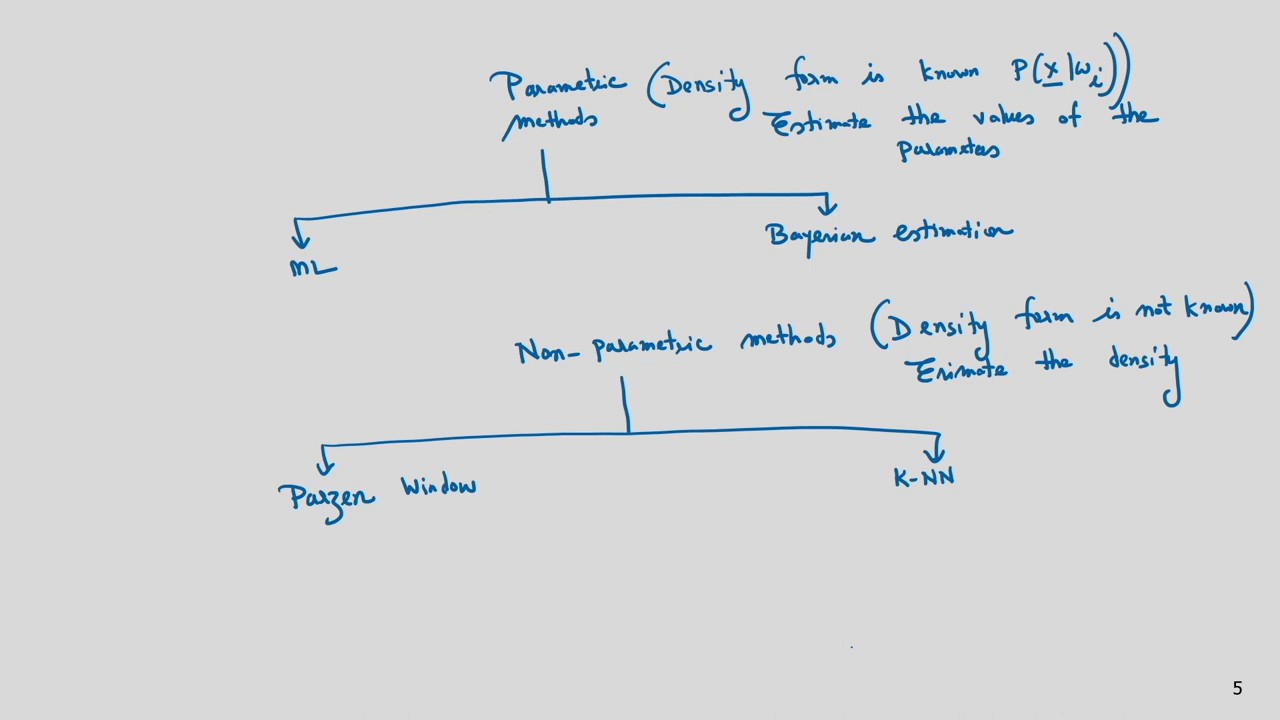 Parametric (Density form is known P(x|ωi))
methods Estimate the values of the
Parameters
ML
Bayesian estimation
Non-parametric methods (Density form is not known)
Estimate the density
Parzen Window
K-NN
5